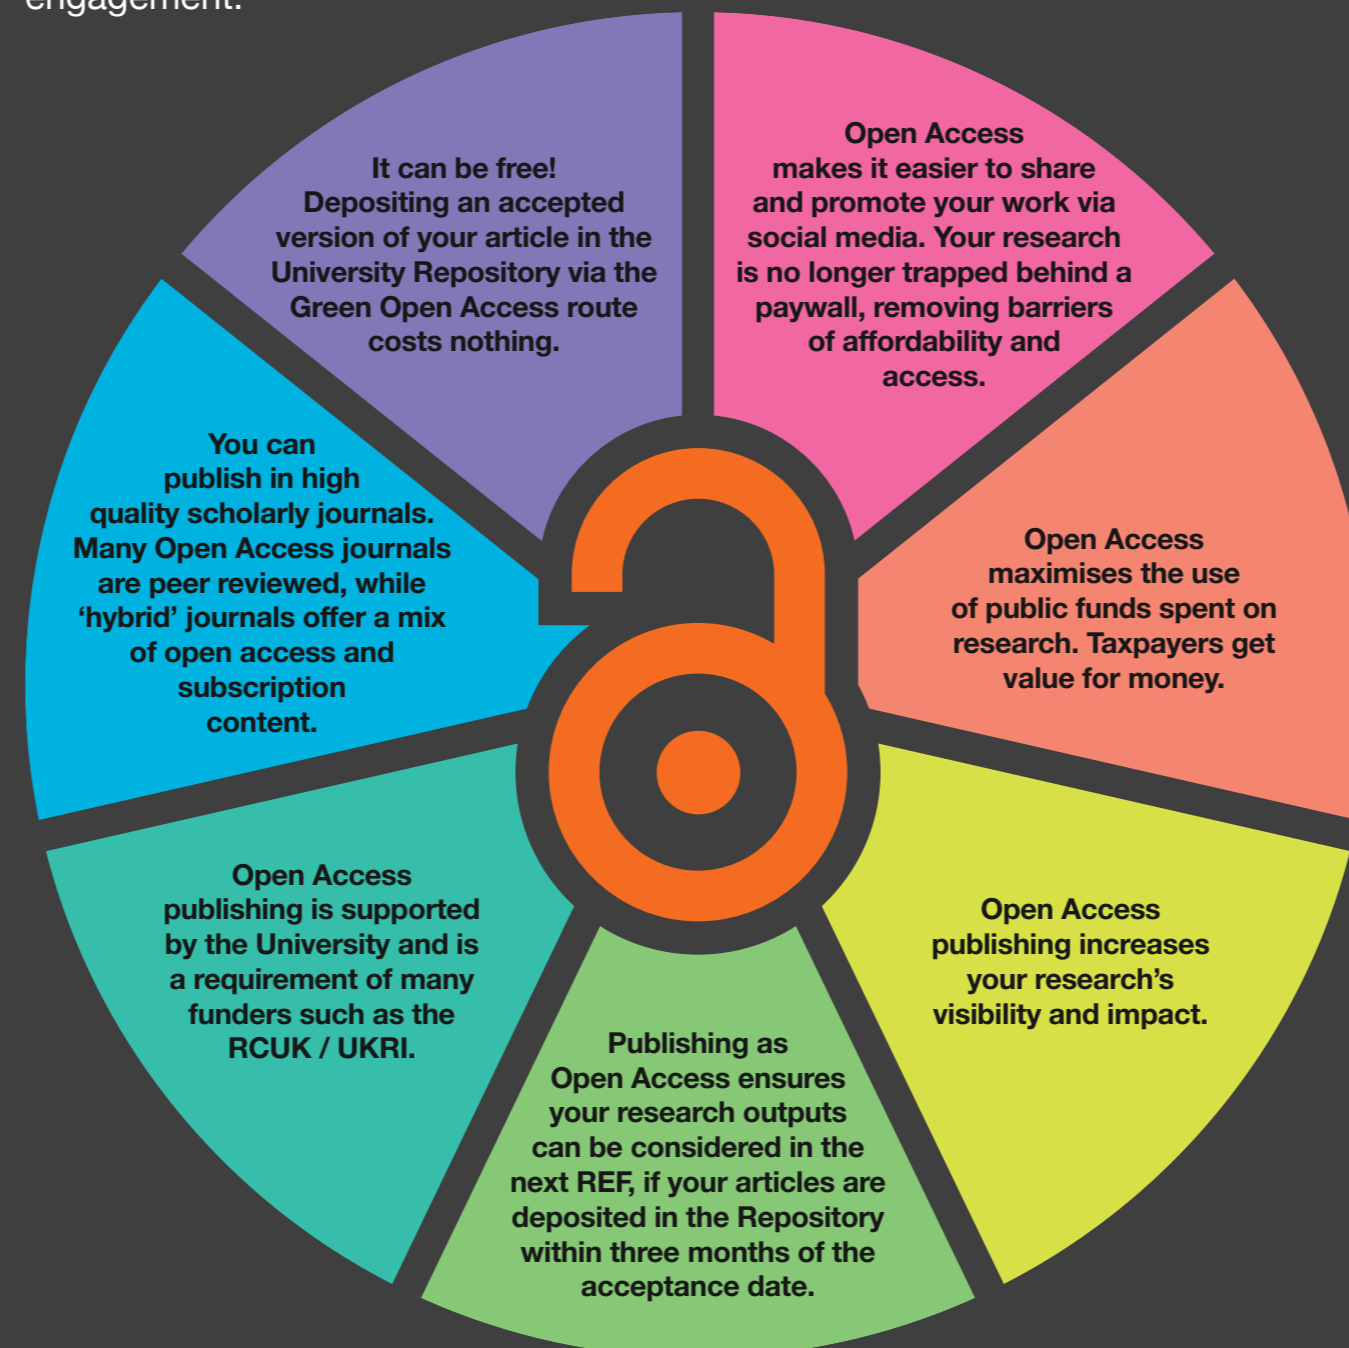 engagement.
It can be free!
Depositing an accepted
version of your article in the
University Repository via the
Green Open Access route
costs nothing.
Open Access
makes it easier to share
and promote your work via
social media. Your research
is no longer trapped behind a
paywall, removing barriers
of affordability and
access.
Open Access
maximises the use
of public funds spent on
research. Taxpayers get
value for money.
Open Access
publishing increases
your research’s
visibility and impact.
Publishing as
Open Access ensures
your research outputs
can be considered in the
next REF, if your articles are
deposited in the Repository
within three months of the
acceptance date.
Open Access
publishing is supported
by the University and is
a requirement of many
funders such as the
RCUK / UKRI.
You can
publish in high
quality scholarly journals.
Many Open Access journals
are peer reviewed, while
‘hybrid’ journals offer a mix
of open access and
subscription
content.